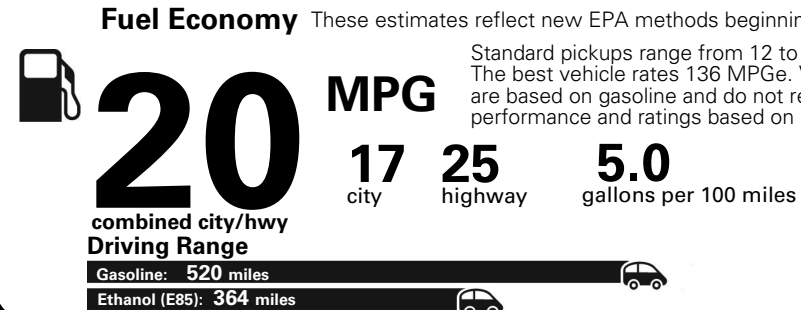 Fuel Economy These estimates reflect new EPA methods
Standard pickups range from 12 to
The best vehicle rates 136 MPGe.
20 MPG are based on gasoline and do not
performance and ratings based on
17 25 5.0
city highway gallons per 100 miles
combined city/hwy
Driving Range
Gasoline: 520 miles
Ethanol (E85): 364 miles